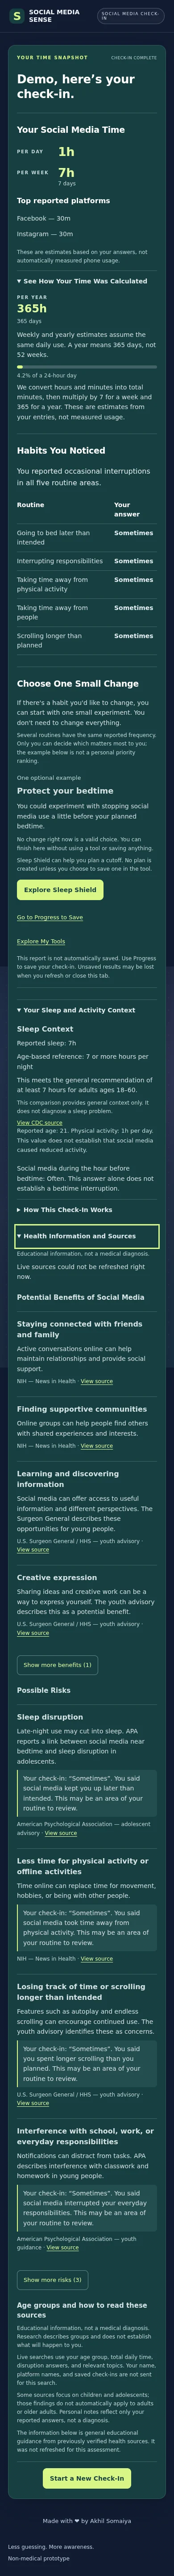 S
SOCIAL MEDIA
SENSE
SOCIAL MEDIA CHECK-
IN
YOUR TIME SNAPSHOT
CHECK-IN COMPLETE
Demo, here’s your
check-in.
Your Social Media Time
PER DAY 1h
PER WEEK 7h
7 days
Top reported platforms
Facebook — 30m
Instagram — 30m
These are estimates based on your answers, not
automatically measured phone usage.
▼ See How Your Time Was Calculated
PER YEAR
365h
365 days
Weekly and yearly estimates assume the
same daily use. A year means 365 days, not
52 weeks.
4.2% of a 24-hour day
We convert hours and minutes into total
minutes, then multiply by 7 for a week and
365 for a year. These are estimates from
your entries, not measured usage.
Habits You Noticed
You reported occasional interruptions
in all five routine areas.
Routine Your
answer
Going to bed later than Sometimes
intended
Interrupting responsibilities Sometimes
Taking time away from Sometimes
physical activity
Taking time away from Sometimes
people
Scrolling longer than Sometimes
planned
Choose One Small Change
If there's a habit you'd like to change, you
can start with one small experiment. You
don't need to change everything.
Several routines have the same reported frequency.
Only you can decide which matters most to you;
the example below is not a personal priority
ranking.
One optional example
Protect your bedtime
You could experiment with stopping social
media use a little before your planned
bedtime.
No change right now is a valid choice. You can
finish here without using a tool or saving anything.
Sleep Shield can help you plan a cutoff. No plan is
created unless you choose to save one in the tool.
Explore Sleep Shield
Go to Progress to Save
Explore My Tools
This report is not automatically saved. Use Progress
to save your check-in. Unsaved results may be lost
when you refresh or close this tab.
▼ Your Sleep and Activity Context
Sleep Context
Reported sleep: 7h
Age-based reference: 7 or more hours per
night
This meets the general recommendation of
at least 7 hours for adults ages 18–60.
This comparison provides general context only. It
does not diagnose a sleep problem.
View CDC source
Reported age: 21. Physical activity: 1h per day.
This value does not establish that social media
caused reduced activity.
Social media during the hour before
bedtime: Often. This answer alone does not
establish a bedtime interruption.
▶ How This Check-In Works
▼ Health Information and Sources
Educational information, not a medical diagnosis.
Live sources could not be refreshed right
now.
Potential Benefits of Social Media
Staying connected with friends
and family
Active conversations online can help
maintain relationships and provide social
support.
NIH — News in Health · View source
Finding supportive communities
Online groups can help people find others
with shared experiences and interests.
NIH — News in Health · View source
Learning and discovering
information
Social media can offer access to useful
information and different perspectives. The
Surgeon General describes these
opportunities for young people.
U.S. Surgeon General / HHS — youth advisory ·
View source
Creative expression
Sharing ideas and creative work can be a
way to express yourself. The youth advisory
describes this as a potential benefit.
U.S. Surgeon General / HHS — youth advisory ·
View source
Show more benefits (1)
Possible Risks
Sleep disruption
Late-night use may cut into sleep. APA
reports a link between social media near
bedtime and sleep disruption in
adolescents.
Your check-in: “Sometimes”. You said
social media kept you up later than
intended. This may be an area of your
routine to review.
American Psychological Association — adolescent
advisory · View source
Less time for physical activity or
offline activities
Time online can replace time for movement,
hobbies, or being with other people.
Your check-in: “Sometimes”. You said
social media took time away from
physical activity. This may be an area of
your routine to review.
NIH — News in Health · View source
Losing track of time or scrolling
longer than intended
Features such as autoplay and endless
scrolling can encourage continued use. The
youth advisory identifies these as concerns.
Your check-in: “Sometimes”. You said
you spent longer scrolling than you
planned. This may be an area of your
routine to review.
U.S. Surgeon General / HHS — youth advisory ·
View source
Interference with school, work, or
everyday responsibilities
Notifications can distract from tasks. APA
describes interference with classwork and
homework in young people.
Your check-in: “Sometimes”. You said
social media interrupted your everyday
responsibilities. This may be an area of
your routine to review.
American Psychological Association — youth
guidance · View source
Show more risks (3)
Age groups and how to read these
sources
Educational information, not a medical diagnosis.
Research describes groups and does not establish
what will happen to you.
Live searches use your age group, total daily time,
disruption answers, and relevant topics. Your name,
platform names, and saved check-ins are not sent
for this search.
Some sources focus on children and adolescents;
those findings do not automatically apply to adults
or older adults. Personal notes reflect only your
reported answers, not a diagnosis.
The information below is general educational
guidance from previously verified health sources. It
was not refreshed for this assessment.
Start a New Check-In
Made with ❤ by Akhil Somaiya
Less guessing. More awareness.
Non-medical prototype